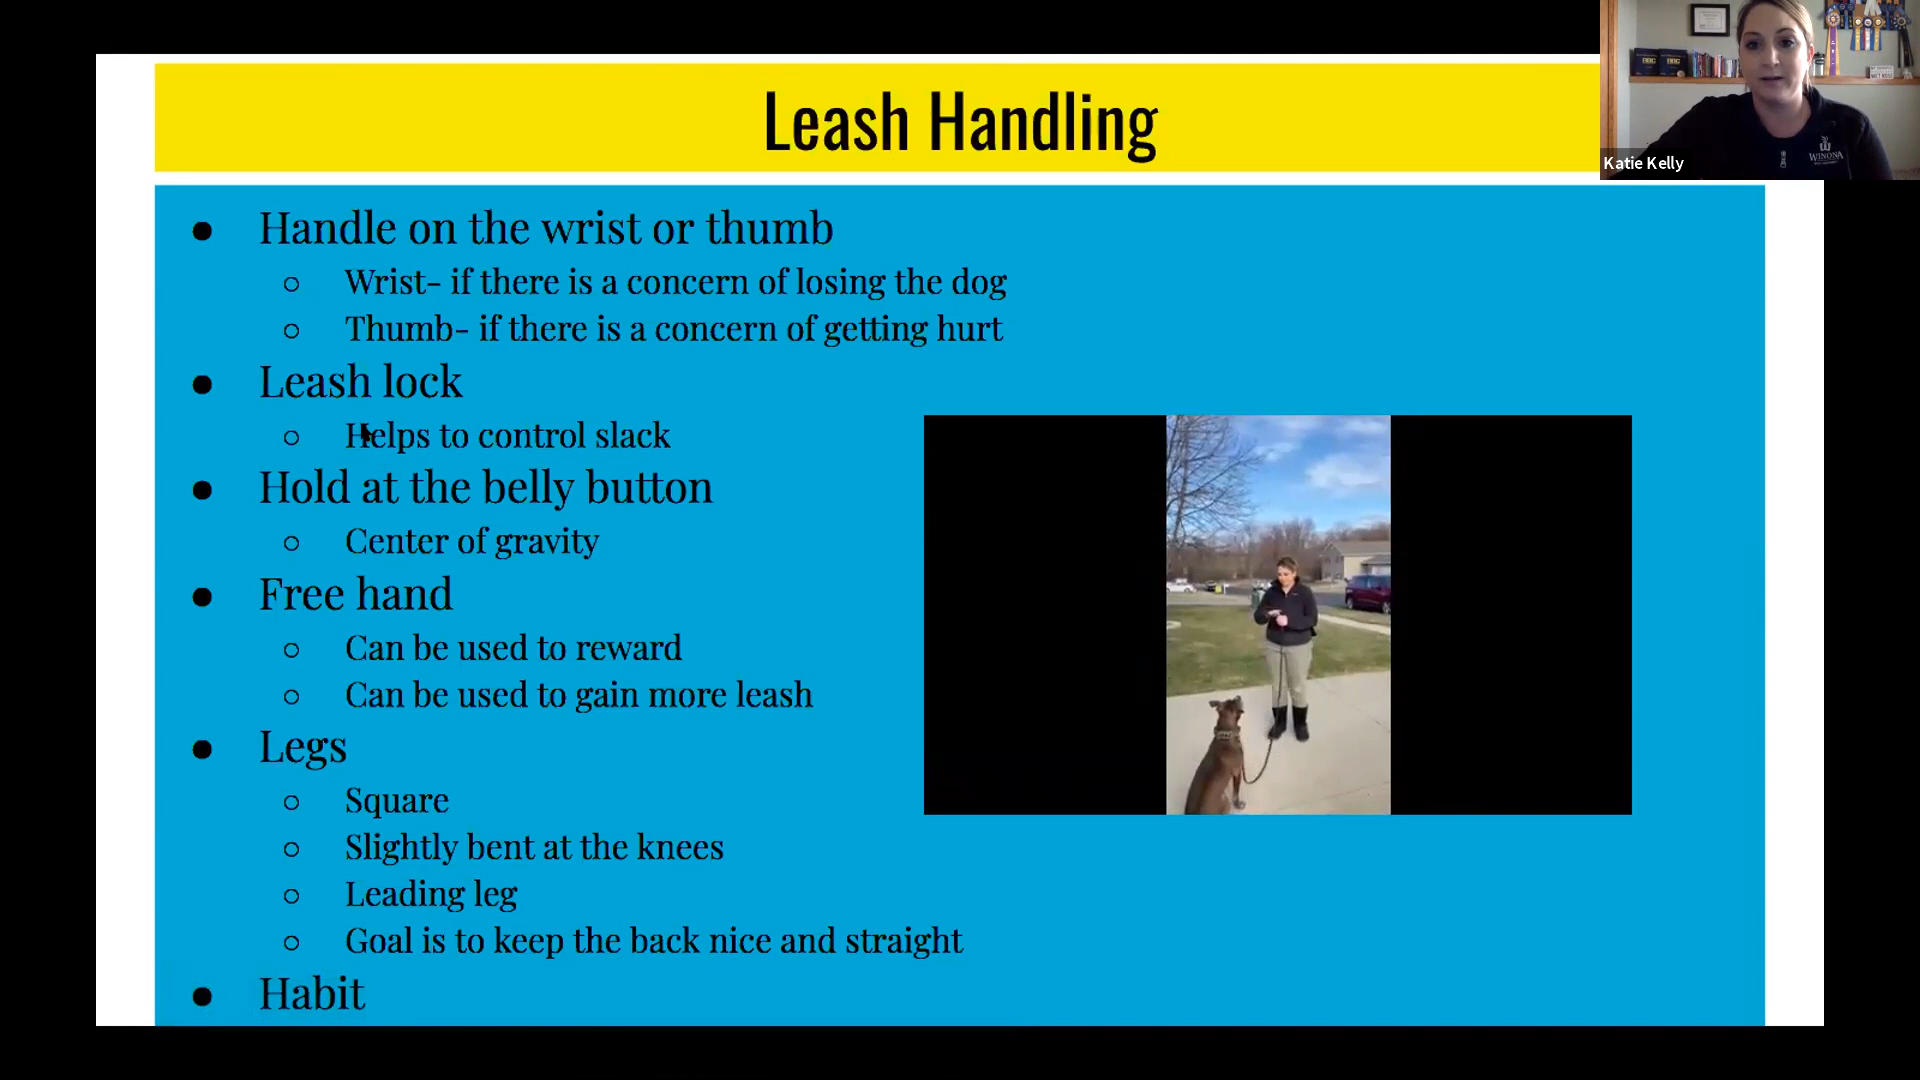 Leash Handling
Katie Kelly
WINONA
BBC BBC
● Handle on the wrist or thumb
○ Wrist- if there is a concern of losing the dog
○ Thumb- if there is a concern of getting hurt
● Leash lock
○ Helps to control slack
● Hold at the belly button
○ Center of gravity
● Free hand
○ Can be used to reward
○ Can be used to gain more leash
● Legs
○ Square
○ Slightly bent at the knees
○ Leading leg
○ Goal is to keep the back nice and straight
● Habit